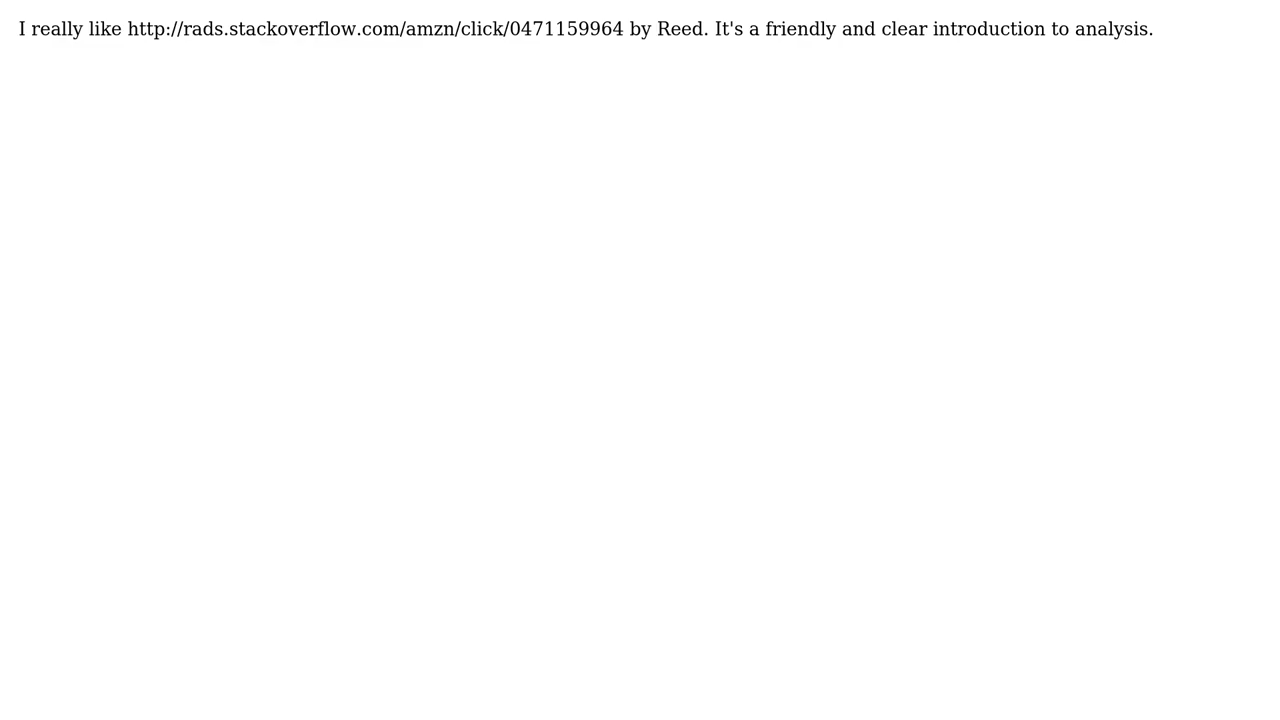 I really like http://rads.stackoverflow.com/amzn/click/0471159964 by Reed. It's a friendly and clear introduction to analysis.